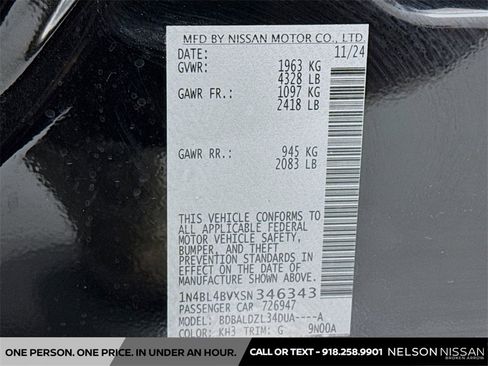 MFD BY NISSAN MOTOR CO., LTD.
DATE: 11/24
GVWR: 1963 KG
4328 LB
GAWR FR.: 1097 KG
2418 LB
GAWR RR.: 945 KG
2083 LB
THIS VEHICLE CONFORMS TO
ALL APPLICABLE FEDERAL
MOTOR VEHICLE SAFETY,
BUMPER, AND THEFT
PREVENTION STANDARDS IN
EFFECT ON THE DATE OF
MANUFACTURE SHOWN ABOVE.
1N4BL4BVXSN346343
PASSENGER CAR 726947
MODEL: BDBALDZL34DUA----A
COLOR: KH3 TRIM: G 9N00A
ONE PERSON. ONE PRICE. IN UNDER AN HOUR.
CALL OR TEXT - 918.258.9901
NELSON NISSAN
BROKEN ARROW